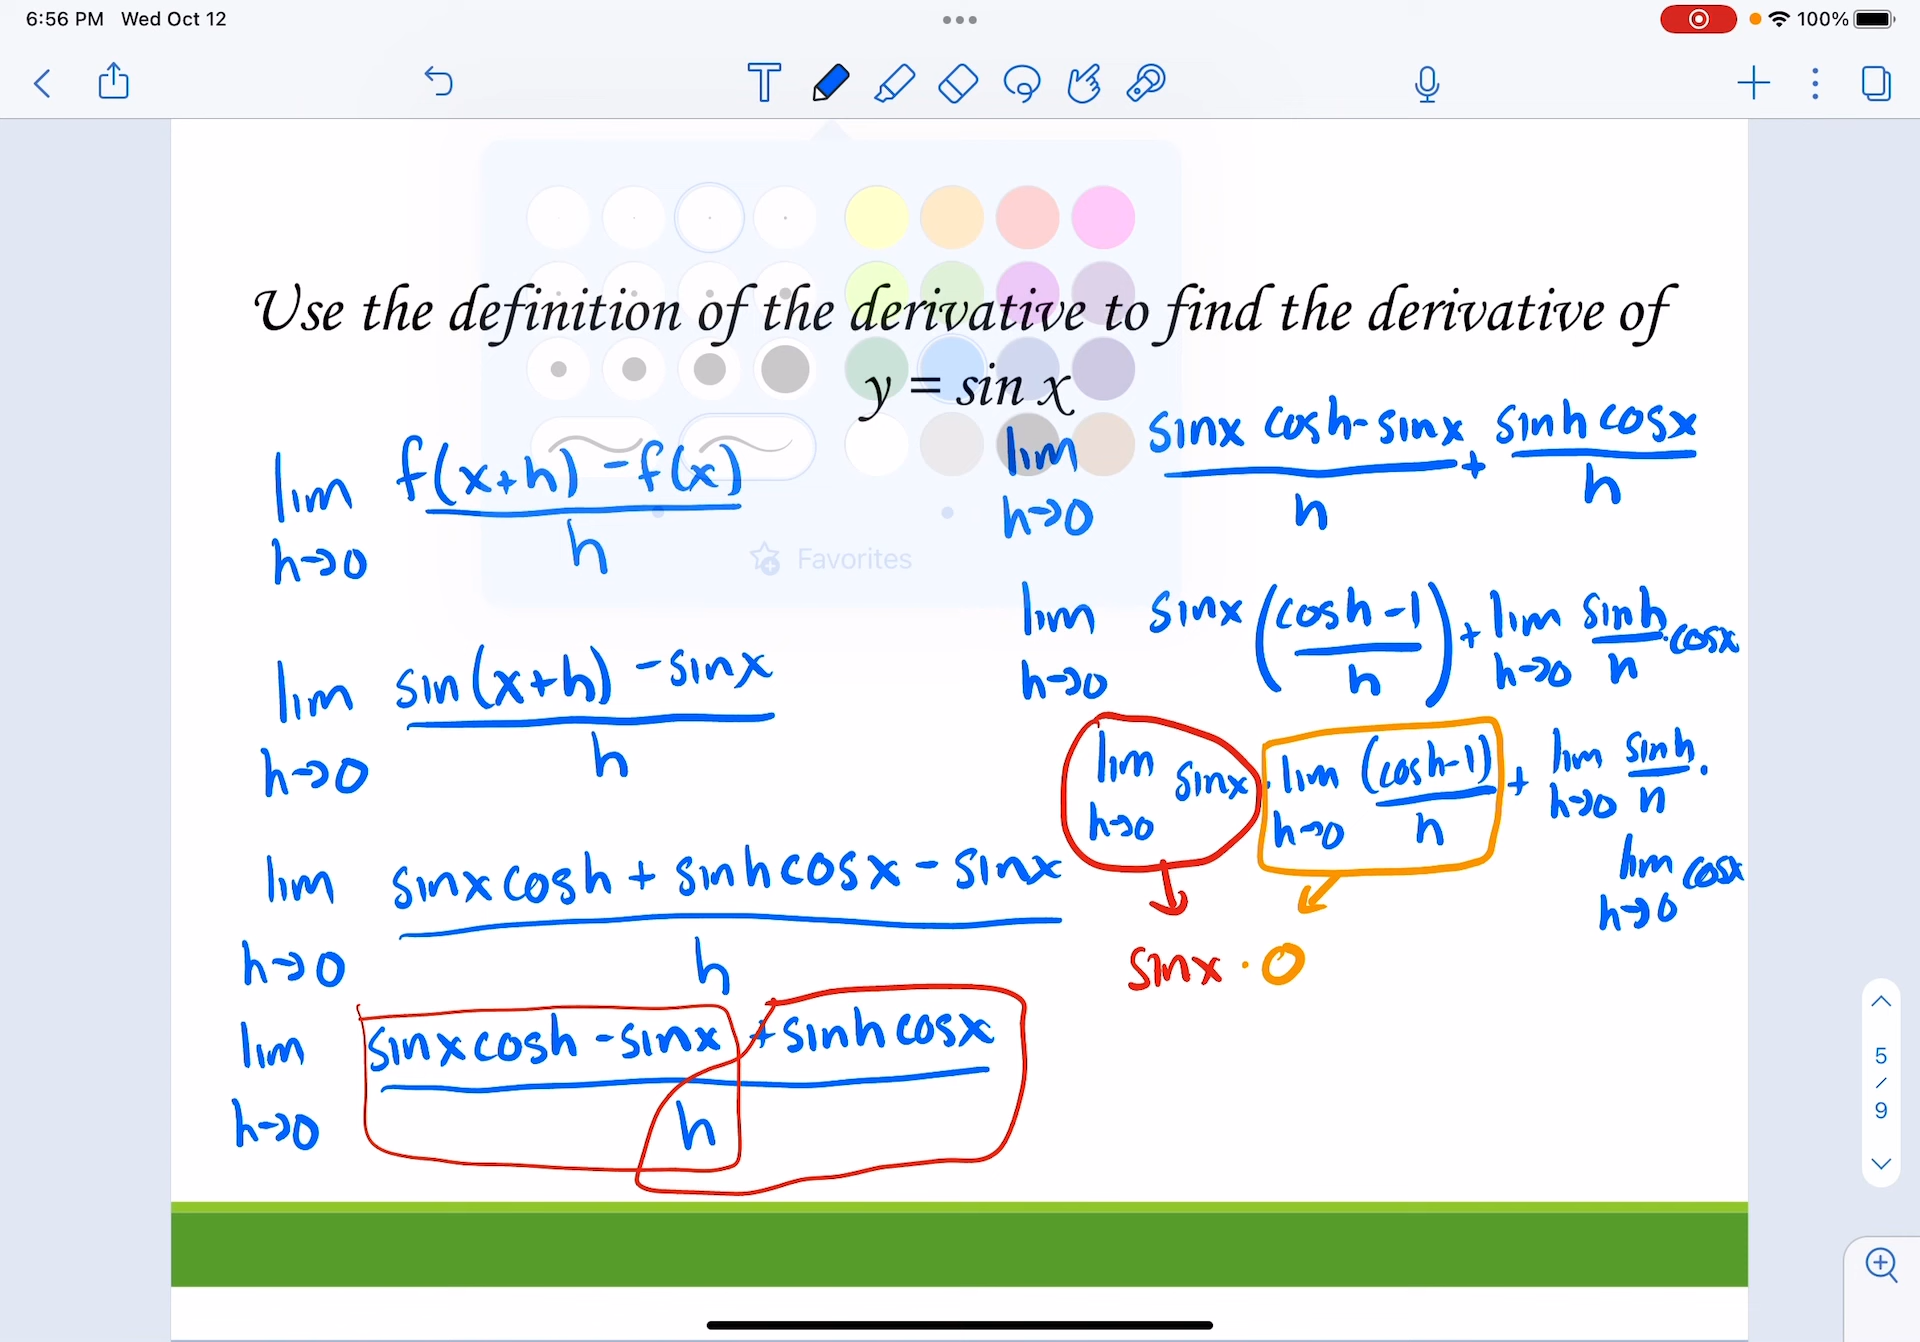 6:56 PM Wed Oct 12
100%
T
Use the definition of the derivative to find the derivative of
y = sin x
Favorites
lim f(x+h) - f(x)
h→0 h
lim sin(x+h) - sinx
h→0 h
lim sinx cosh + sinh cosx - sinx
h→0 h
lim sinx cosh - sinx + sinh cosx
h→0 h
lim sinx cosh - sinx + sinh cosx
h→0 h h
lim sinx (cosh - 1) + lim sinh · cosx
h→0 h h→0 h
lim sinx · lim (cosh - 1) + lim sinh ·
h→0 h→0 h h→0 h
lim cosx
h→0
sinx · 0
5
/
9